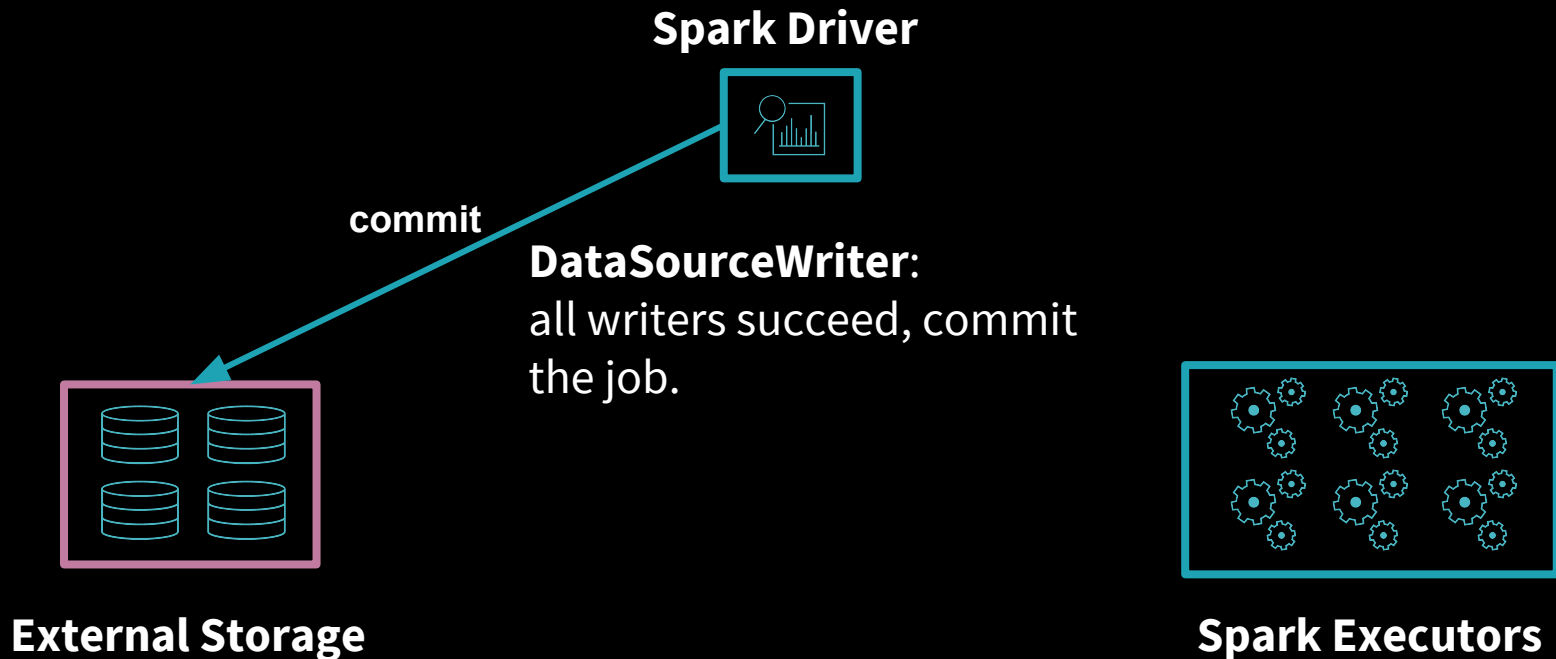 Spark Driver
commit
DataSourceWriter:
all writers succeed, commit
the job.
External Storage
Spark Executors